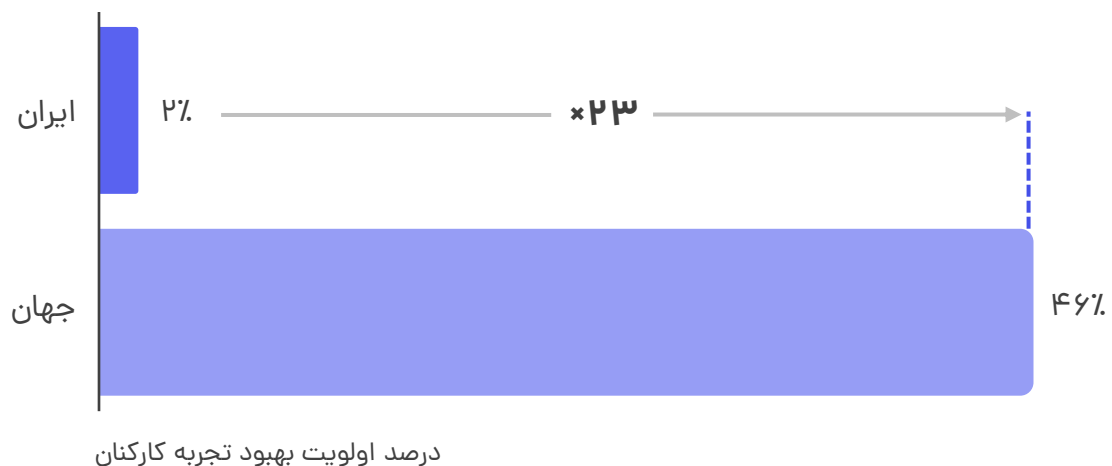 ایران
۲٪
×۲۳
جهان
۴۶٪
درصد اولویت بهبود تجربه کارکنان